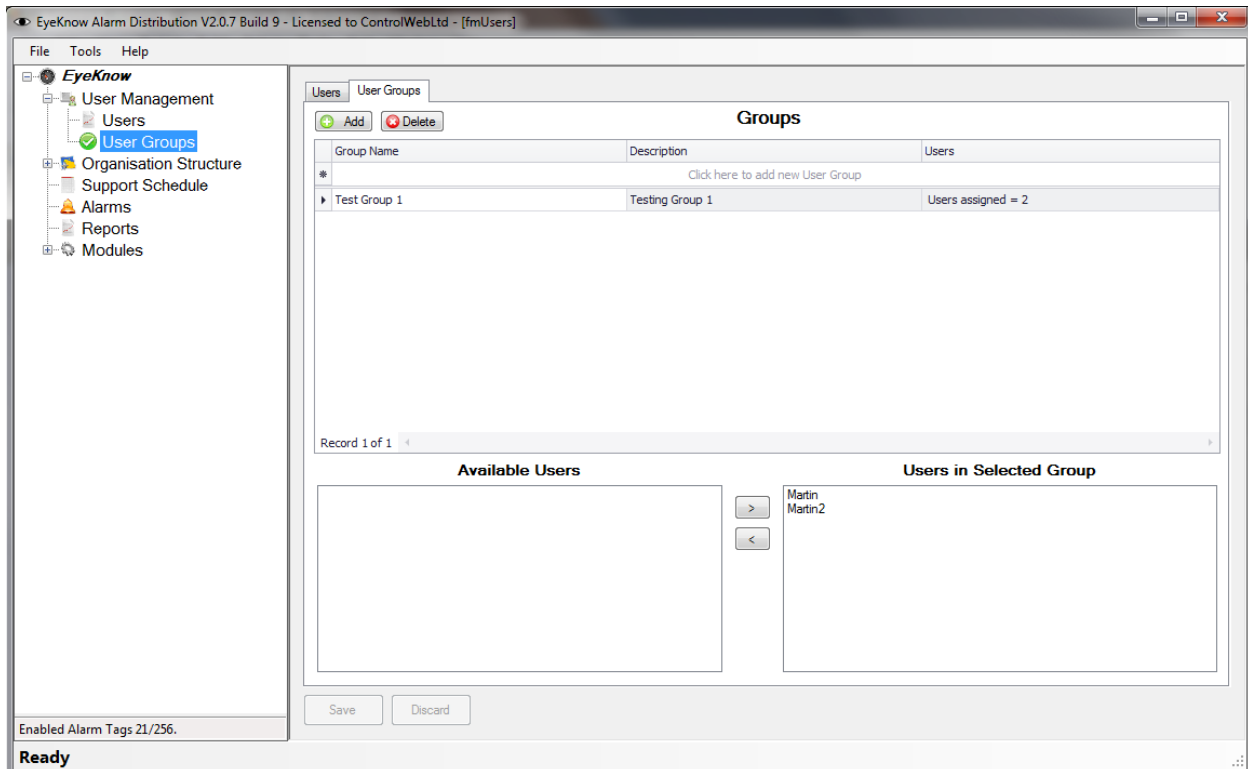 EyeKnow Alarm Distribution V2.0.7 Build 9 - Licensed to ControlWebLtd - [fmUsers]
File Tools Help
EyeKnow
User Management
Users
User Groups
Organisation Structure
Support Schedule
Alarms
Reports
Modules
Enabled Alarm Tags 21/256.
Users User Groups
Add Delete Groups
Group Name Description Users
Click here to add new User Group
Test Group 1 Testing Group 1 Users assigned = 2
Record 1 of 1
Available Users Users in Selected Group
Martin
Martin2
>
<
Save Discard
Ready